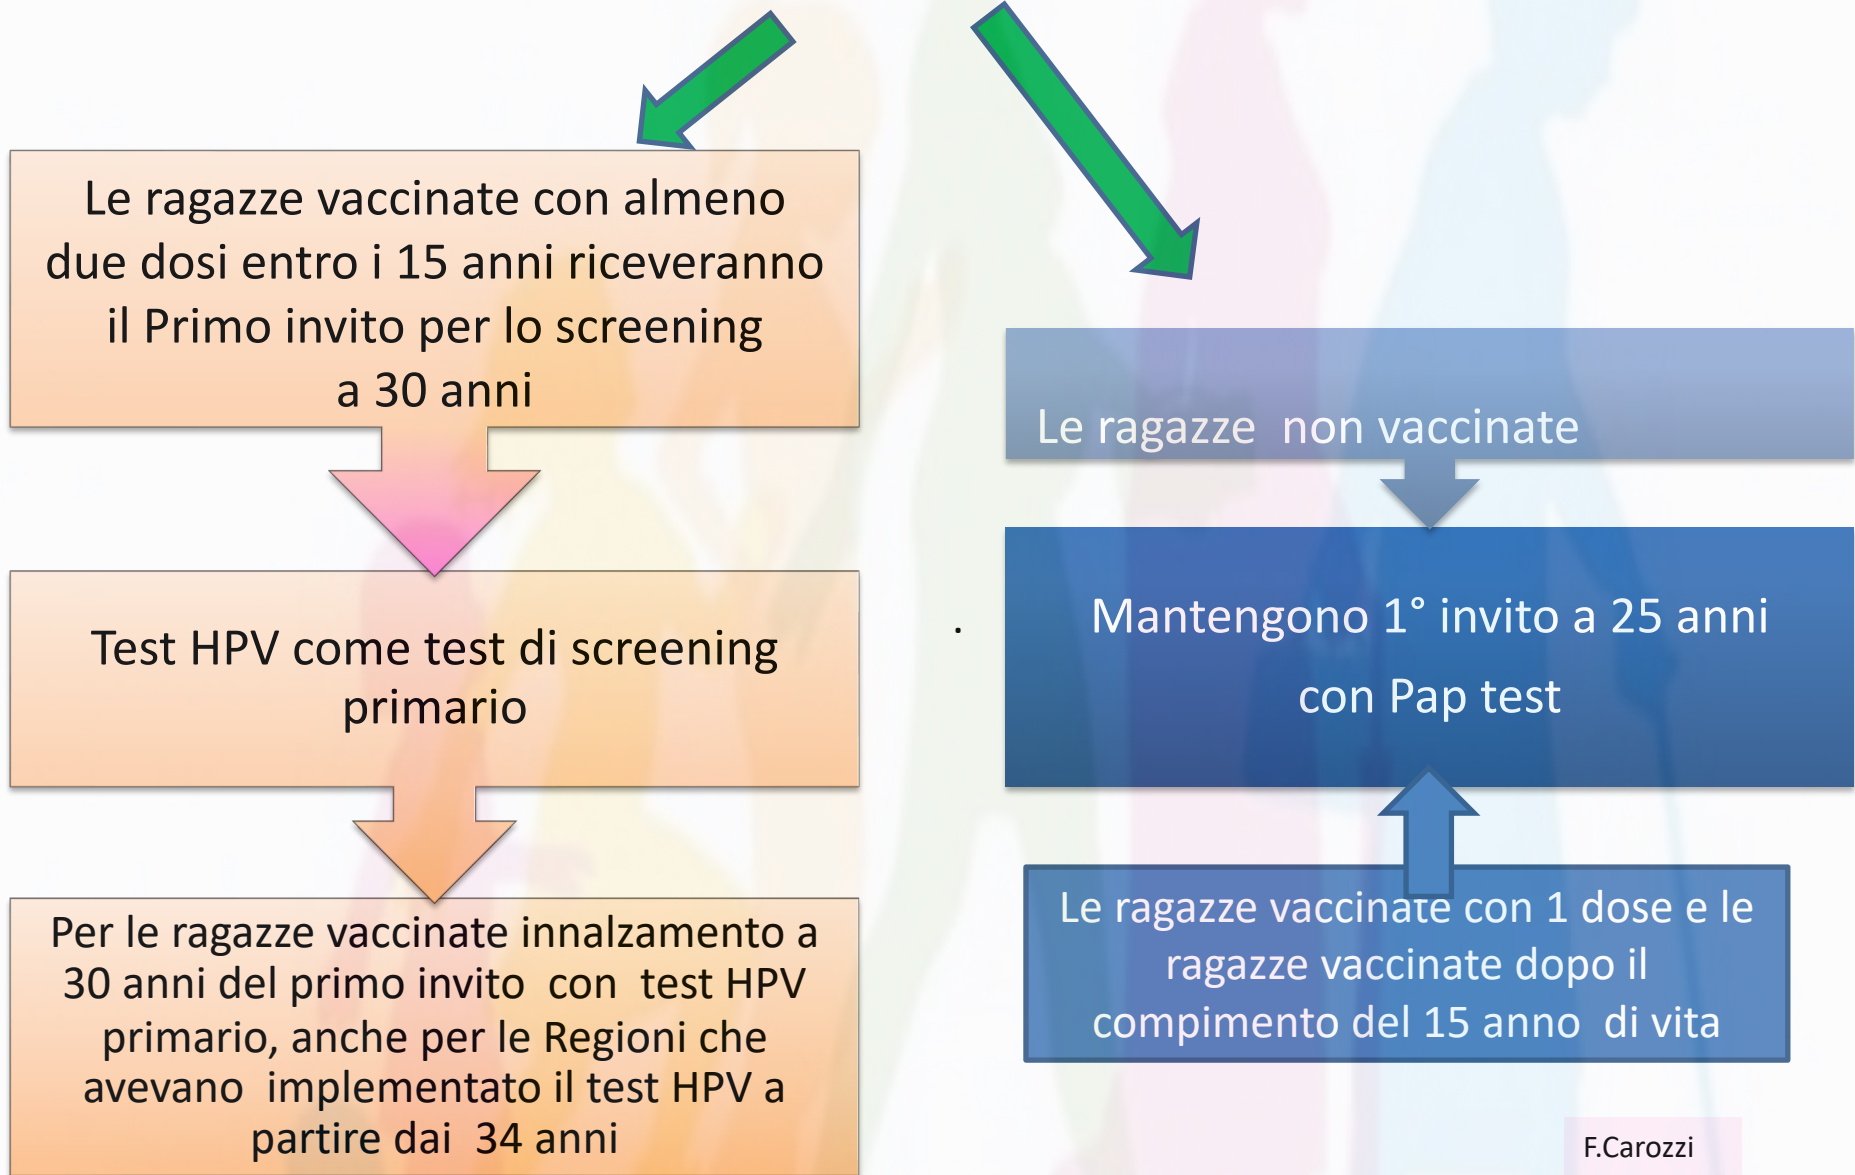 Le ragazze vaccinate con almeno
due dosi entro i 15 anni riceveranno
il Primo invito per lo screening
a 30 anni
Test HPV come test di screening
primario
Per le ragazze vaccinate innalzamento a
30 anni del primo invito con test HPV
primario, anche per le Regioni che
avevano implementato il test HPV a
partire dai 34 anni
.
Le ragazze non vaccinate
Mantengono 1° invito a 25 anni
con Pap test
Le ragazze vaccinate con 1 dose e le
ragazze vaccinate dopo il
compimento del 15 anno di vita
F.Carozzi